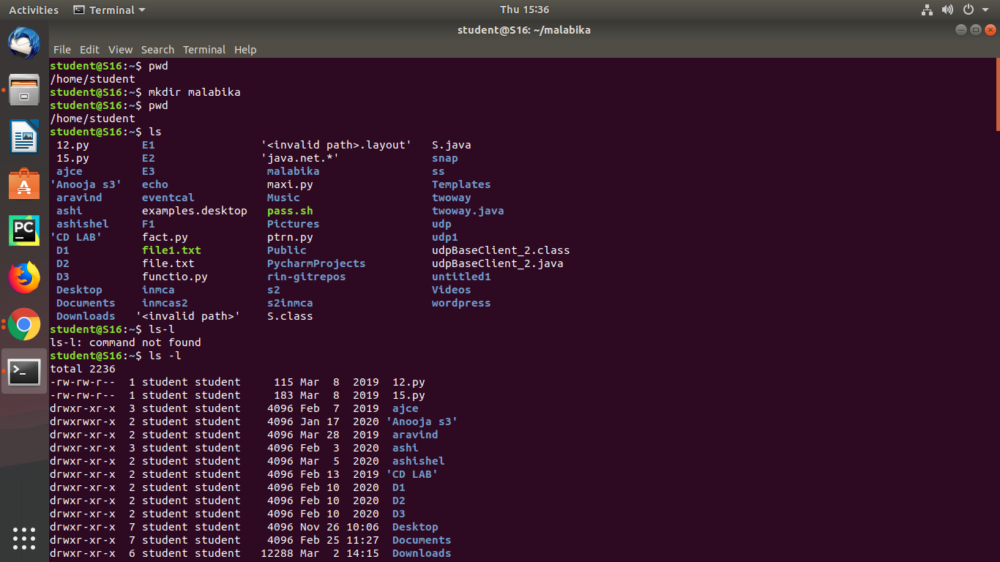 Activities Terminal Thu 15:36
student@S16: ~/malabika
File Edit View Search Terminal Help
student@S16:~$ pwd
/home/student
student@S16:~$ mkdir malabika
student@S16:~$ pwd
/home/student
student@S16:~$ ls
12.py E1 '<invalid path>.layout' S.java
15.py E2 'java.net.*' snap
ajce E3 malabika ss
'Anooja s3' echo maxi.py Templates
aravind eventcal Music twoway
ashi examples.desktop pass.sh twoway.java
ashishel F1 Pictures udp
'CD LAB' fact.py ptrn.py udp1
D1 file1.txt Public udpBaseClient_2.class
D2 file.txt PycharmProjects udpBaseClient_2.java
D3 functio.py rin-gitrepos untitled1
Desktop inmca s2 Videos
Documents inmcas2 s2inmca wordpress
Downloads '<invalid path>' S.class
student@S16:~$ ls-l
ls-l: command not found
student@S16:~$ ls -l
total 2236
-rw-rw-r-- 1 student student 115 Mar 8 2019 12.py
-rw-rw-r-- 1 student student 183 Mar 8 2019 15.py
drwxr-xr-x 3 student student 4096 Feb 7 2019 ajce
drwxrwxr-x 2 student student 4096 Jan 17 2020 'Anooja s3'
drwxr-xr-x 2 student student 4096 Mar 28 2019 aravind
drwxr-xr-x 3 student student 4096 Feb 3 2020 ashi
drwxr-xr-x 2 student student 4096 Mar 5 2020 ashishel
drwxr-xr-x 2 student student 4096 Feb 13 2019 'CD LAB'
drwxr-xr-x 2 student student 4096 Feb 10 2020 D1
drwxr-xr-x 2 student student 4096 Feb 10 2020 D2
drwxr-xr-x 2 student student 4096 Feb 10 2020 D3
drwxr-xr-x 7 student student 4096 Nov 26 10:06 Desktop
drwxr-xr-x 7 student student 4096 Feb 25 11:27 Documents
drwxr-xr-x 6 student student 12288 Mar 2 14:15 Downloads
PC